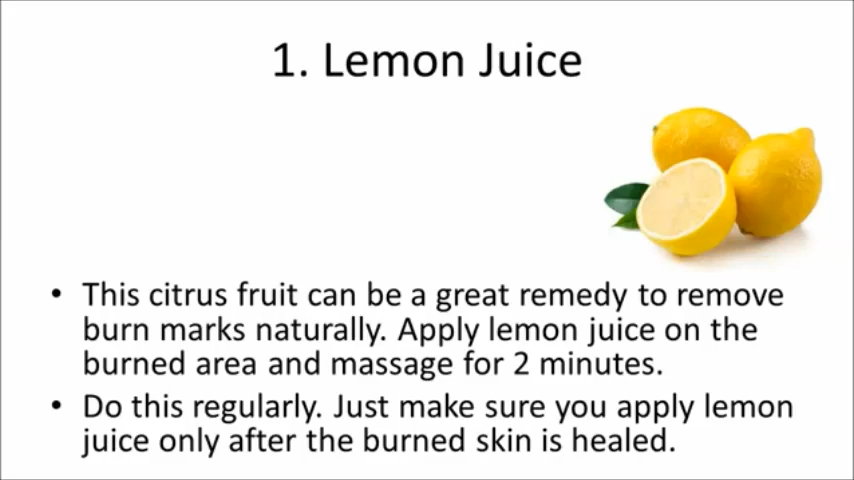 1. Lemon Juice
• This citrus fruit can be a great remedy to remove
burn marks naturally. Apply lemon juice on the
burned area and massage for 2 minutes.
• Do this regularly. Just make sure you apply lemon
juice only after the burned skin is healed.